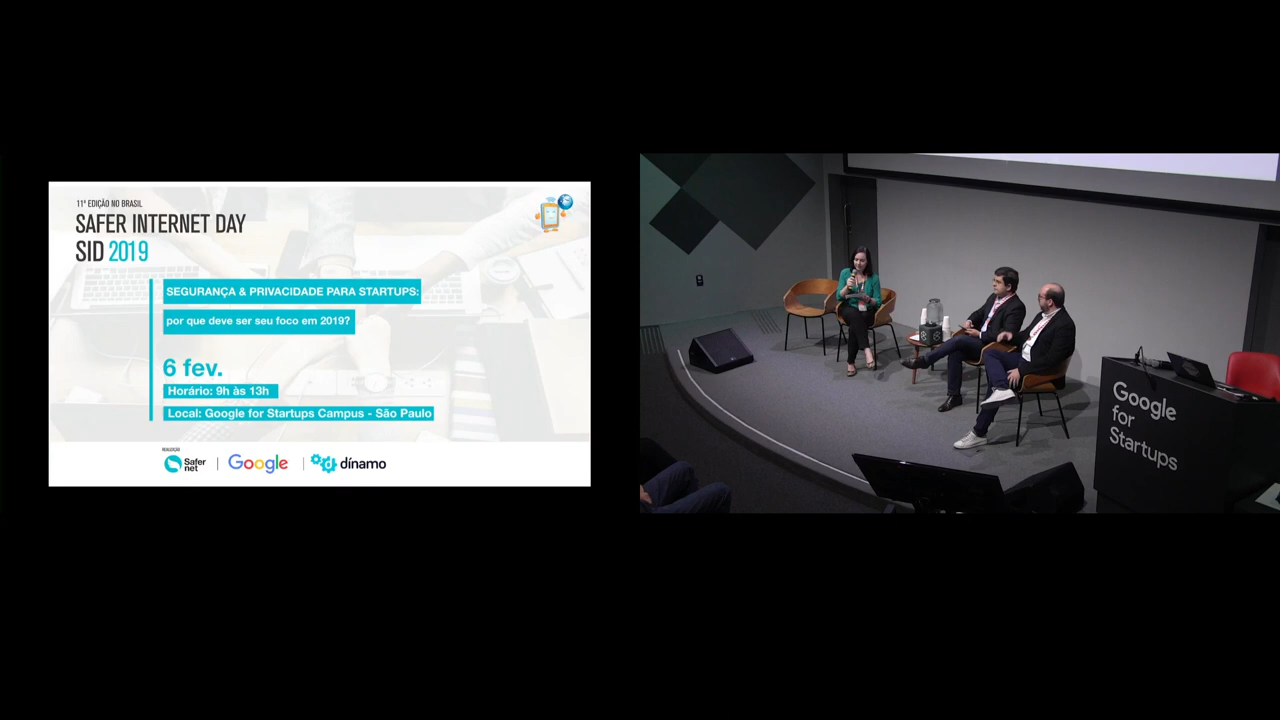 11ª EDIÇÃO NO BRASIL
SAFER INTERNET DAY
SID 2019
SEGURANÇA & PRIVACIDADE PARA STARTUPS:
por que deve ser seu foco em 2019?
6 fev.
Horário: 9h às 13h
Local: Google for Startups Campus - São Paulo
REALIZAÇÃO
Safer
net
Google
dínamo
Google
for
Startups